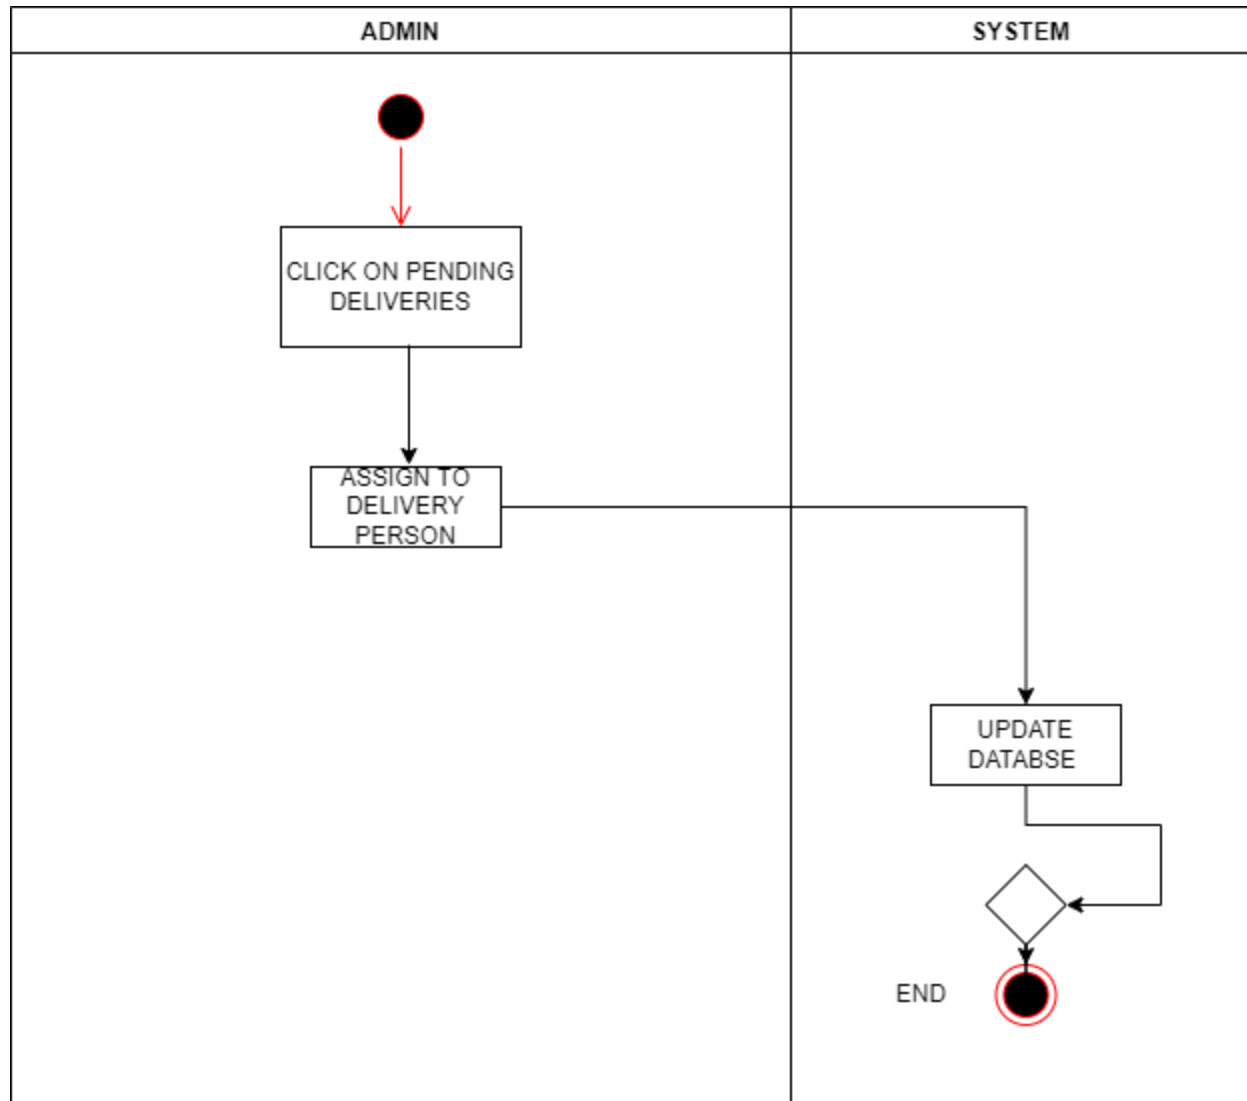 ADMIN
SYSTEM
CLICK ON PENDING
DELIVERIES
ASSIGN TO
DELIVERY
PERSON
UPDATE
DATABSE
END